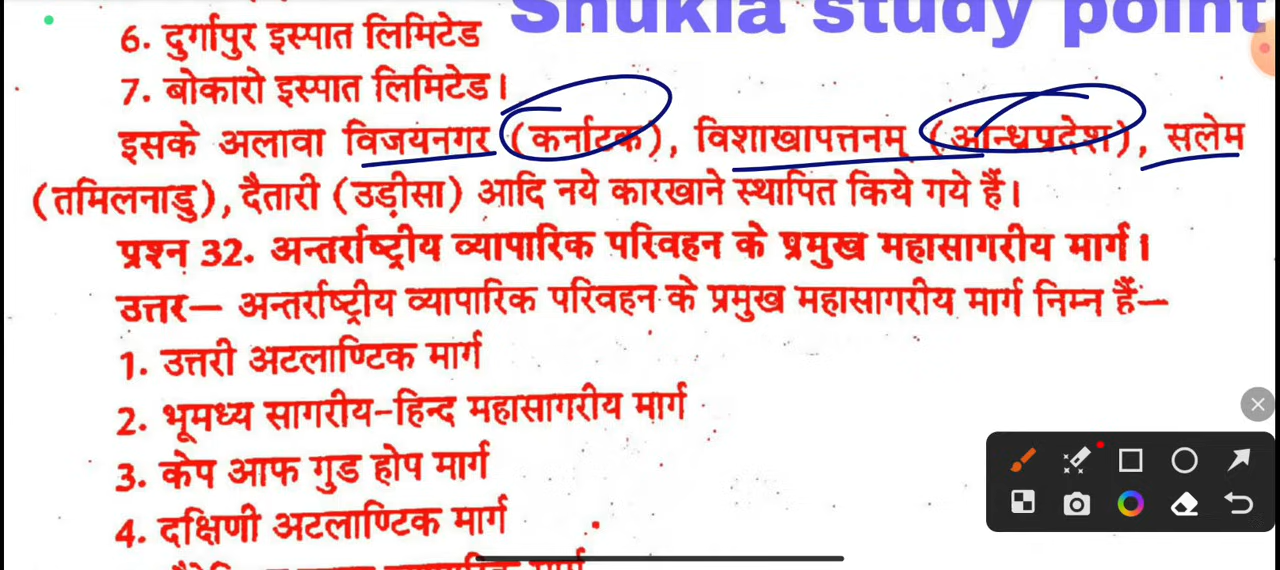 Shukla study point
6. दुर्गापुर इस्पात लिमिटेड
7. बोकारो इस्पात लिमिटेड।
इसके अलावा विजयनगर (कर्नाटक), विशाखापत्तनम् (आन्ध्रप्रदेश), सलेम
(तमिलनाडु), दैतारी (उड़ीसा) आदि नये कारखाने स्थापित किये गये हैं।
प्रश्न 32. अन्तर्राष्ट्रीय व्यापारिक परिवहन के प्रमुख महासागरीय मार्ग।
उत्तर— अन्तर्राष्ट्रीय व्यापारिक परिवहन के प्रमुख महासागरीय मार्ग निम्न हैं:—
1. उत्तरी अटलाण्टिक मार्ग
2. भूमध्य सागरीय-हिन्द महासागरीय मार्ग
3. केप आफ गुड होप मार्ग
4. दक्षिणी अटलाण्टिक मार्ग